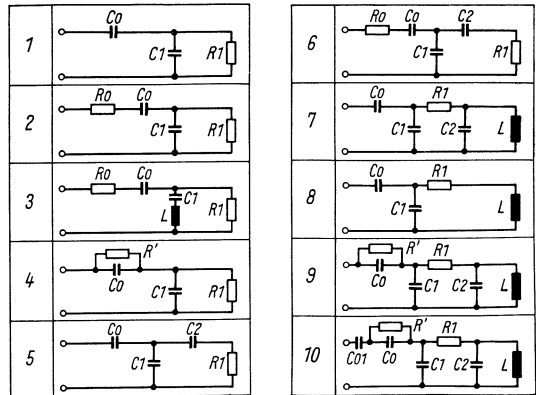 1 Co C1 R1
2 Ro Co C1 R1
3 Ro Co C1 L R1
4 R' Co C1 R1
5 Co C2 C1 R1
6 Ro Co C2 C1 R1
7 Co R1 C1 C2 L
8 Co R1 C1 L
9 R' R1 Co C1 C2 L
10 R' R1 Co1 Co C1 C2 L